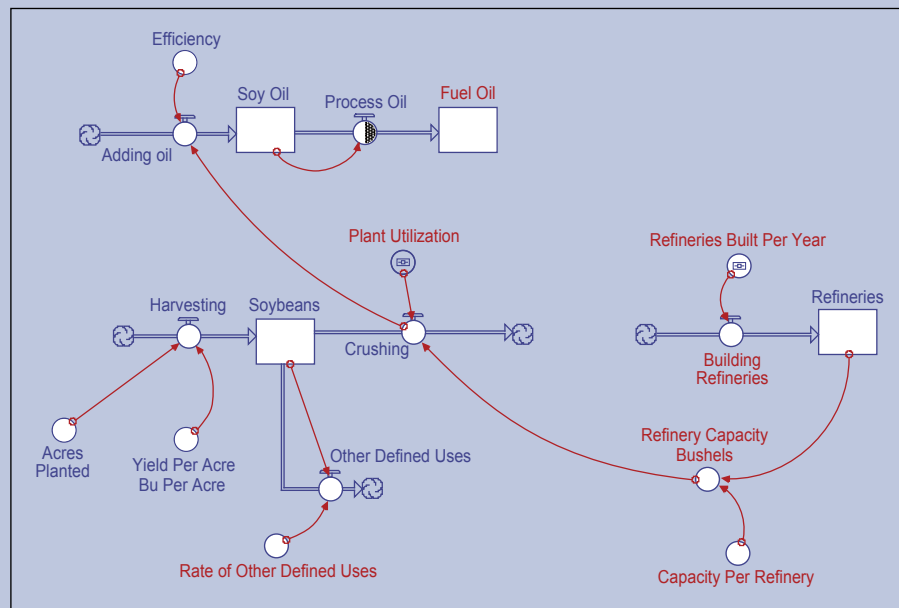 Efficiency
Soy Oil
Process Oil
Fuel Oil
Adding oil
Plant Utilization
Refineries Built Per Year
Harvesting
Soybeans
Refineries
Crushing
Building
Refineries
Acres
Planted
Yield Per Acre
Bu Per Acre
Other Defined Uses
Refinery Capacity
Bushels
Rate of Other Defined Uses
Capacity Per Refinery